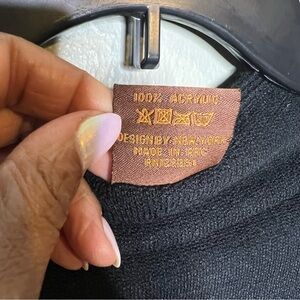 100% ACRYLIC
DESIGN BY NEW YORK
MADE IN PRC